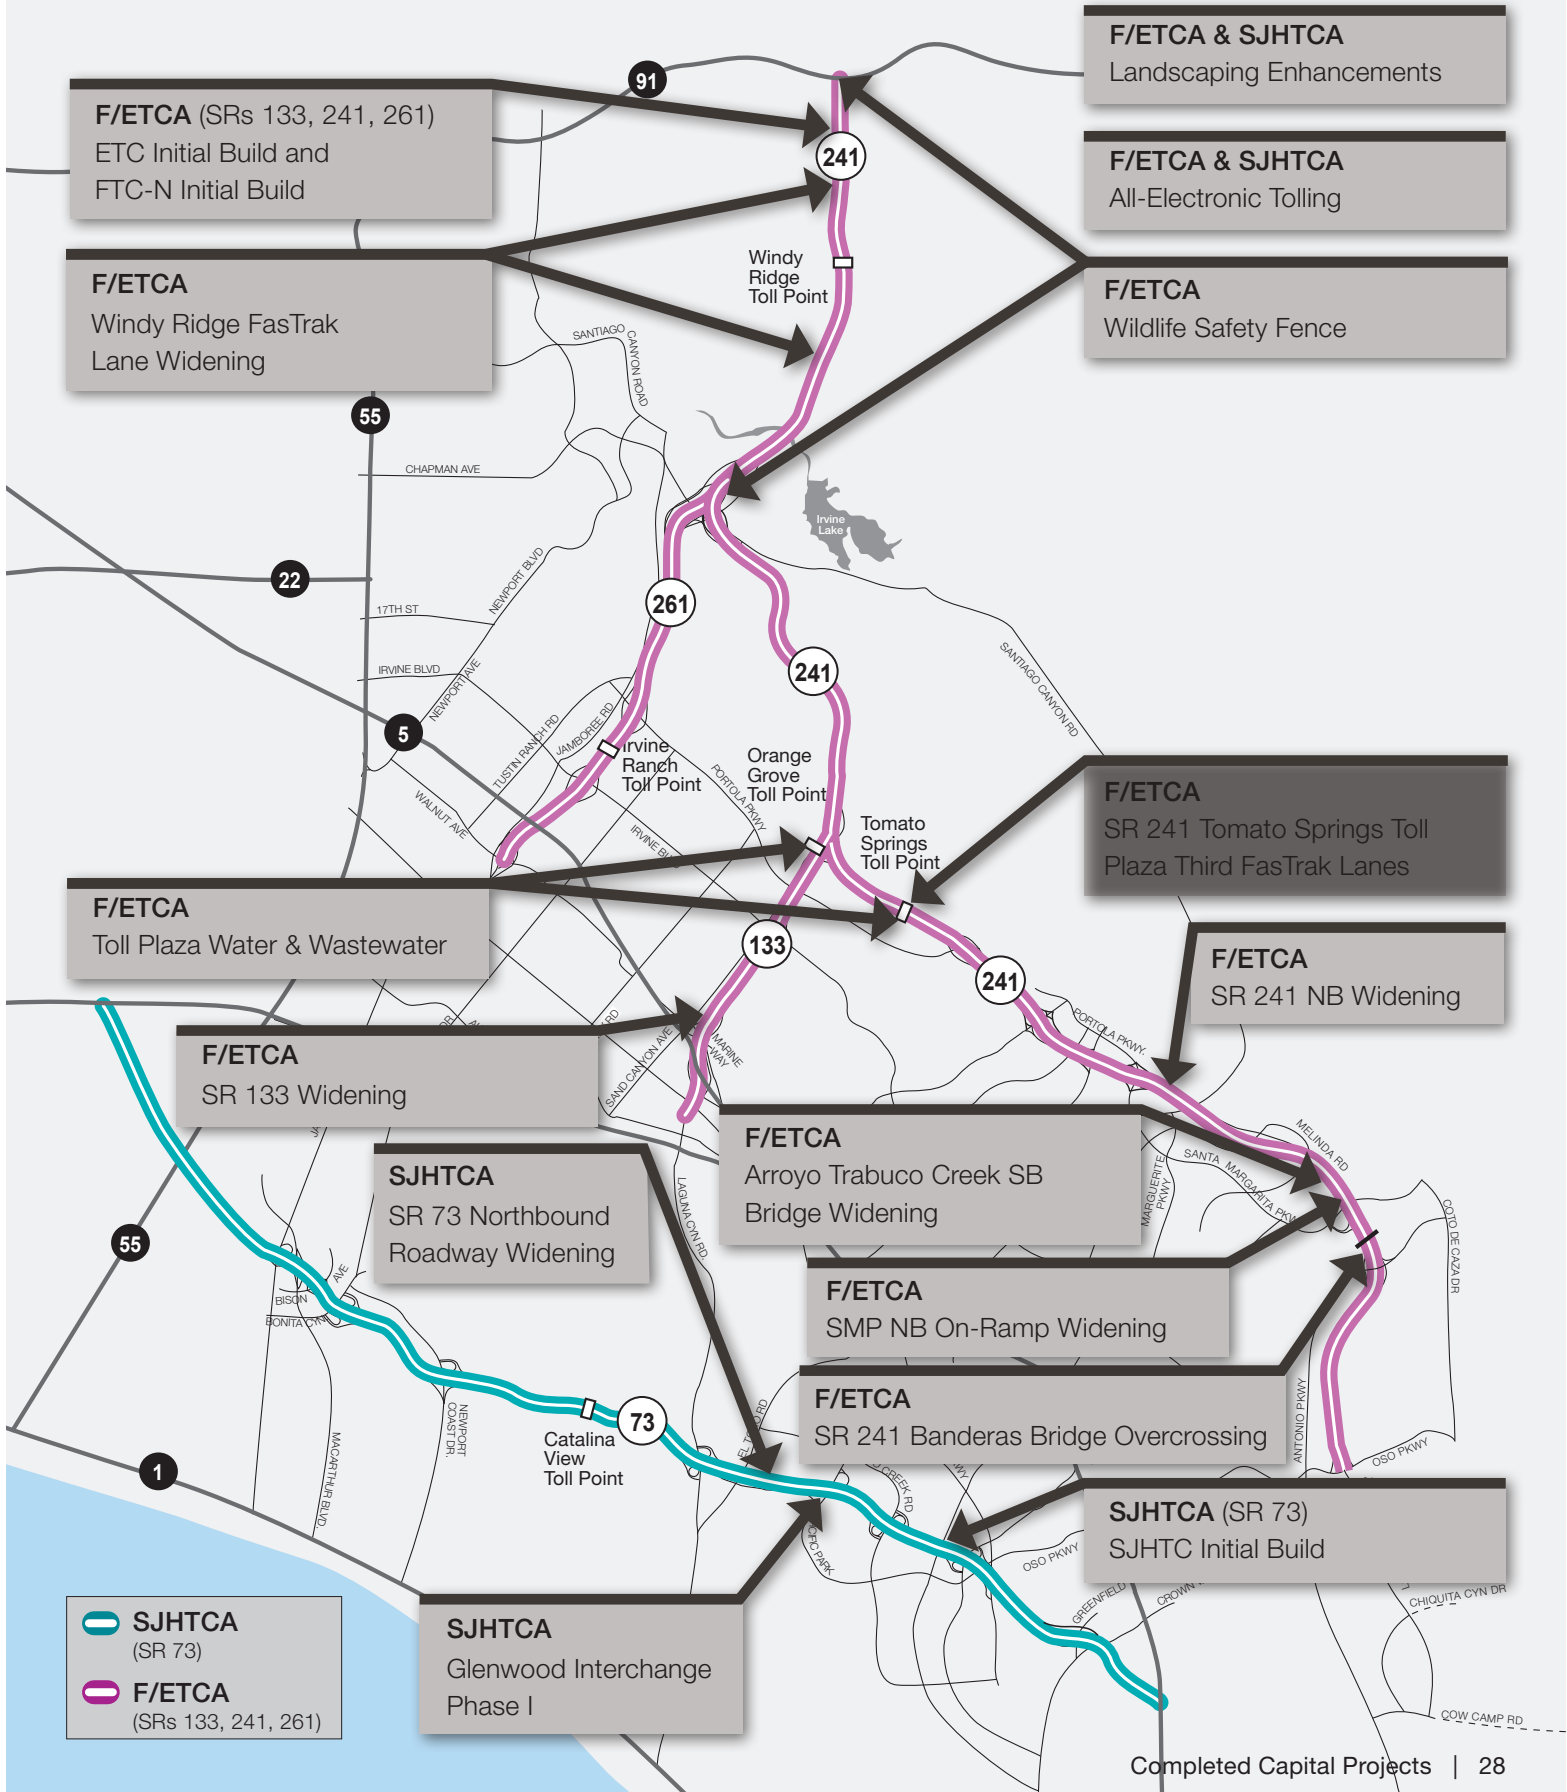 F/ETCA & SJHTCA
Landscaping Enhancements
91
F/ETCA (SRs 133, 241, 261)
ETC Initial Build and
FTC-N Initial Build
241
F/ETCA & SJHTCA
All-Electronic Tolling
F/ETCA
Windy Ridge FasTrak
Lane Widening
Windy
Ridge
Toll Point
F/ETCA
Wildlife Safety Fence
SANTIAGO
CANYON ROAD
55
CHAPMAN AVE
Irvine
Lake
22
NEWPORT BLVD
17TH ST
261
IRVINE BLVD
NEWPORT AVE
241
SANTIAGO CANYON RD
5
TUSTIN RANCH RD
JAMBOREE RD
Irvine
Ranch
Toll Point
Orange
Grove
Toll Point
PORTOLA PKWY
WALNUT AVE
IRVINE
Tomato
Springs
Toll Point
F/ETCA
SR 241 Tomato Springs Toll
Plaza Third FasTrak Lanes
F/ETCA
Toll Plaza Water & Wastewater
133
241
F/ETCA
SR 241 NB Widening
PORTOLA PKWY.
DR
RD
SAND CANYON AVE
MARINE
WAY
F/ETCA
SR 133 Widening
F/ETCA
Arroyo Trabuco Creek SB
Bridge Widening
MELINDA RD
SANTA MARGARITA PKWY
MARGUERITE
PKWY
COTO DE CAZA DR
SJHTCA
SR 73 Northbound
Roadway Widening
LAGUNA CYN RD.
55
BISON
AVE
BONITA CYN
F/ETCA
SMP NB On-Ramp Widening
F/ETCA
SR 241 Banderas Bridge Overcrossing
ANTONIO PKWY
OSO PKWY
NEWPORT
COAST DR.
MACARTHUR BLVD.
Catalina
View
Toll Point
73
EL TORO RD
CREEK RD
1
SJHTCA (SR 73)
SJHTC Initial Build
OSO PKWY
GREENFIELD
CROWN
CHIQUITA CYN DR
SJHTCA
Glenwood Interchange
Phase I
SJHTCA
(SR 73)
F/ETCA
(SRs 133, 241, 261)
COW CAMP RD
Completed Capital Projects | 28